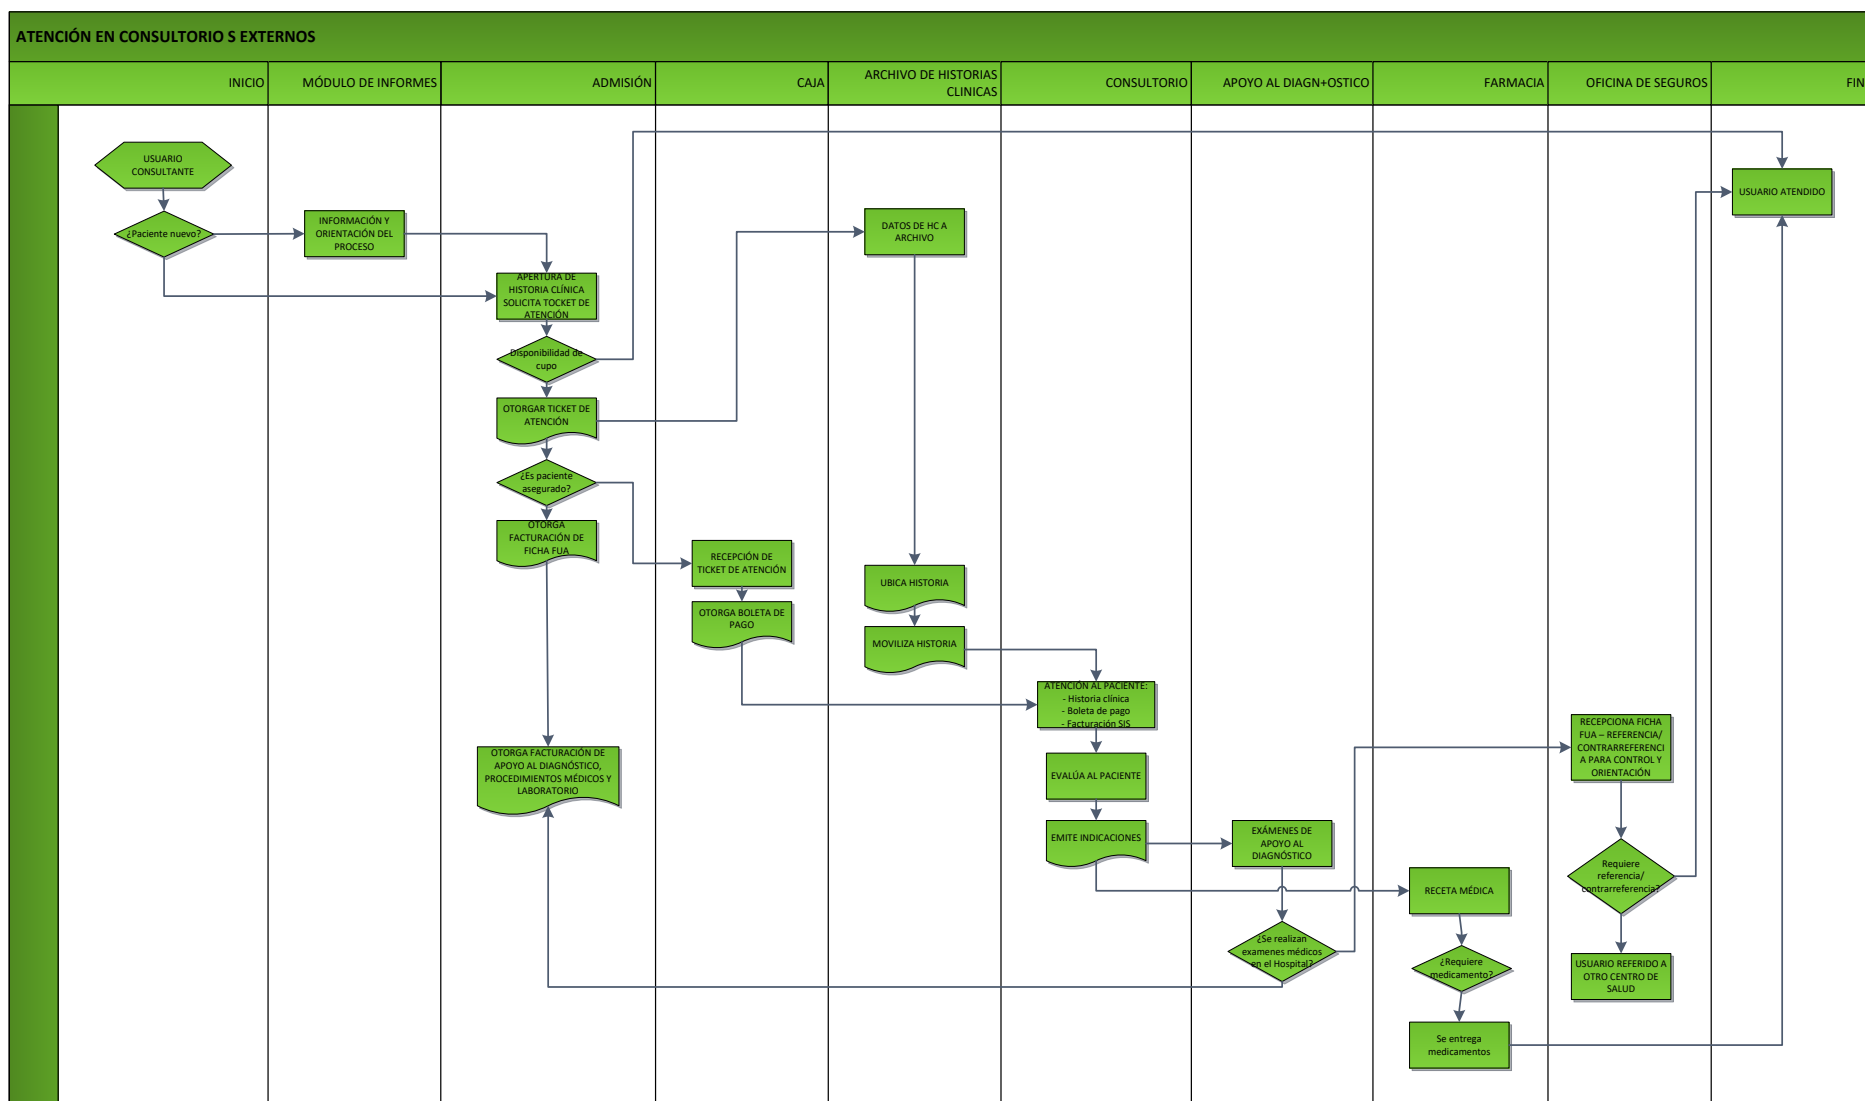 ATENCIÓN EN CONSULTORIO S EXTERNOS
INICIO
MÓDULO DE INFORMES
ADMISIÓN
CAJA
ARCHIVO DE HISTORIAS
CLINICAS
CONSULTORIO
APOYO AL DIAGN+OSTICO
FARMACIA
OFICINA DE SEGUROS
FIN
USUARIO
CONSULTANTE
¿Paciente nuevo?
INFORMACIÓN Y
ORIENTACIÓN DEL
PROCESO
APERTURA DE
HISTORIA CLÍNICA
SOLICITA TOCKET DE
ATENCIÓN
Disponibilidad de
cupo
OTORGAR TICKET DE
ATENCIÓN
¿Es paciente
asegurado?
OTORGA
FACTURACIÓN DE
FICHA FUA
OTORGA FACTURACIÓN DE
APOYO AL DIAGNÓSTICO,
PROCEDIMIENTOS MÉDICOS Y
LABORATORIO
RECEPCIÓN DE
TICKET DE ATENCIÓN
OTORGA BOLETA DE
PAGO
DATOS DE HC A
ARCHIVO
UBICA HISTORIA
MOVILIZA HISTORIA
ATENCIÓN AL PACIENTE:
- Historia clínica
- Boleta de pago
- Facturación SIS
EVALÚA AL PACIENTE
EMITE INDICACIONES
EXÁMENES DE
APOYO AL
DIAGNÓSTICO
¿Se realizan
examenes médicos
en el Hospital?
RECETA MÉDICA
¿Requiere
medicamento?
Se entrega
medicamentos
RECEPCIONA FICHA
FUA – REFERENCIA/
CONTRARREFERENCI
A PARA CONTROL Y
ORIENTACIÓN
Requiere
referencia/
contrarreferencia?
USUARIO REFERIDO A
OTRO CENTRO DE
SALUD
USUARIO ATENDIDO